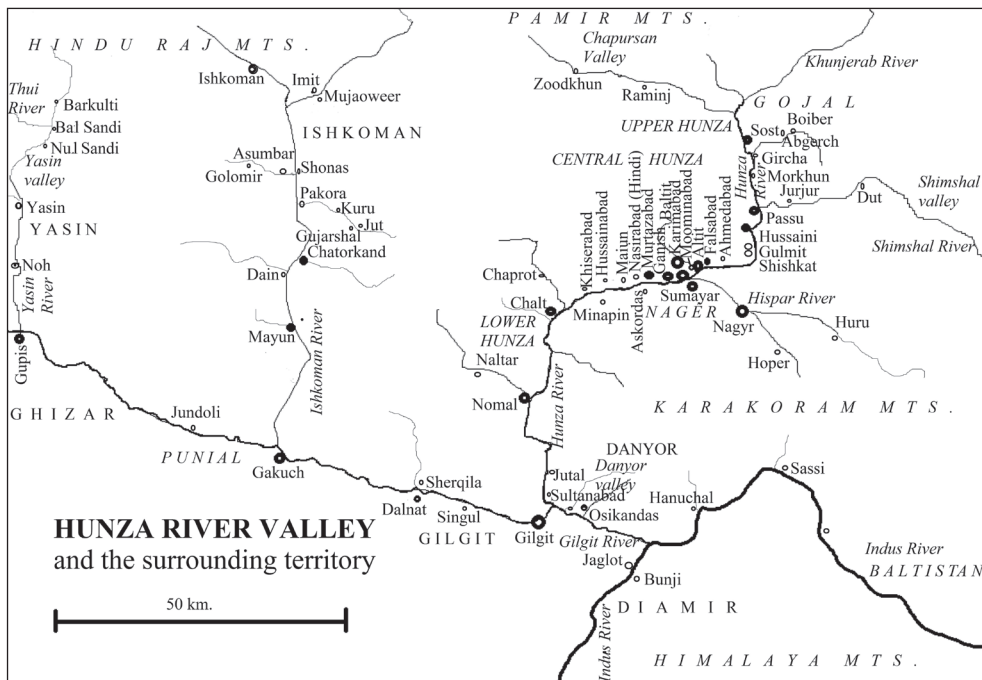 PAMIR MTS.
HINDU RAJ MTS.
Chapursan
Valley
Khunjerab River
Ishkoman
Imit
Mujaoweer
Zoodkhun
Raminj
Thui
River
Barkulti
Bal Sandi
Nul Sandi
Yasin
valley
ISHKOMAN
GOJAL
Boiber
UPPER HUNZA
Sost
Abgerch
Gircha
Asumbar
Golomir
Shonas
CENTRAL HUNZA
Morkhun
Jurjur
Hunza
River
Dut
Shimshal
valley
Yasin
YASIN
Pakora
Kuru
Jut
Gujarshal
Chatorkand
Passu
Hussaini
Gulmit
Shishkat
Shimshal River
Noh
Yasin
River
Dain
Chaprot
Khiserabad
Hussainabad
Maiun
Nasirabad (Hindi)
Murtazabad
Ganesh
Baltit
Karimabad
Moominabad
Altit
Falsabad
Ahmedabad
Chalt
Minapin
Askordas
Sumayar
NAGER
Nagyr
Hispar River
Huru
Hoper
LOWER
HUNZA
Mayun
Ishkoman River
Gupis
Naltar
Nomal
Hunza River
KARAKORAM MTS.
GHIZAR
Jundoli
PUNIAL
Gakuch
DANYOR
Danyor
valley
Jutal
Sultanabad
Osikandas
Hanuchal
Sassi
Sherqila
Dalnat
Singul
GILGIT
Gilgit
Gilgit River
Jaglot
Bunji
Indus River
BALTISTAN
DIAMIR
Indus River
HIMALAYA MTS.
HUNZA RIVER VALLEY
and the surrounding territory
50 km.